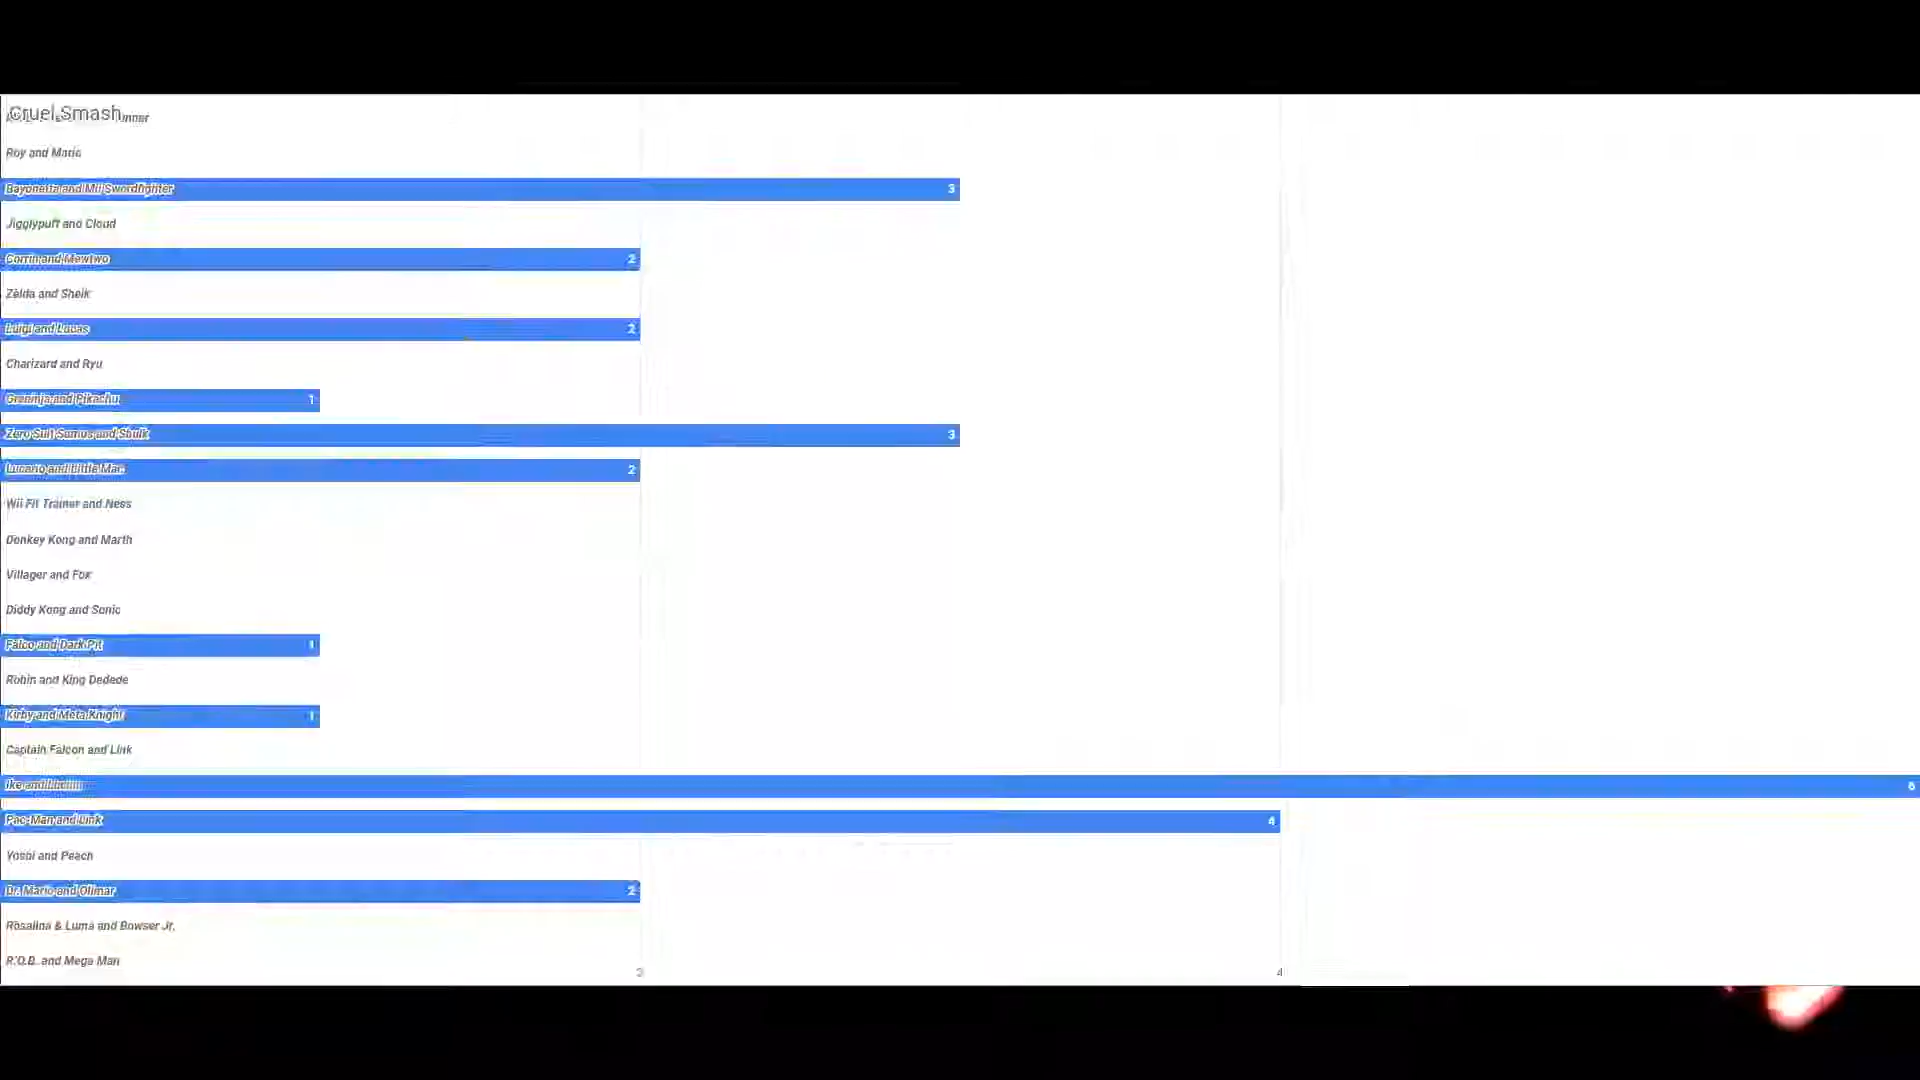 Cruel Smash
Roy and Mario
Bayonetta and Mii Swordfighter 3
Jigglypuff and Cloud
Corrin and Mewtwo 2
Zelda and Sheik
Luigi and Lucas 2
Charizard and Ryu
Greninja and Pikachu 1
Zero Suit Samus and Shulk 3
Lucario and Little Mac 2
Wii Fit Trainer and Ness
Donkey Kong and Marth
Villager and Fox
Diddy Kong and Sonic
Falco and Dark Pit 1
Robin and King Dedede
Kirby and Meta Knight 1
Captain Falcon and Link
Ike and 6
Pac-Man and Link 4
Yoshi and Peach
Dr. Mario and Olimar 2
Rosalina & Luma and Bowser Jr.
R.O.B. and Mega Man
2 4